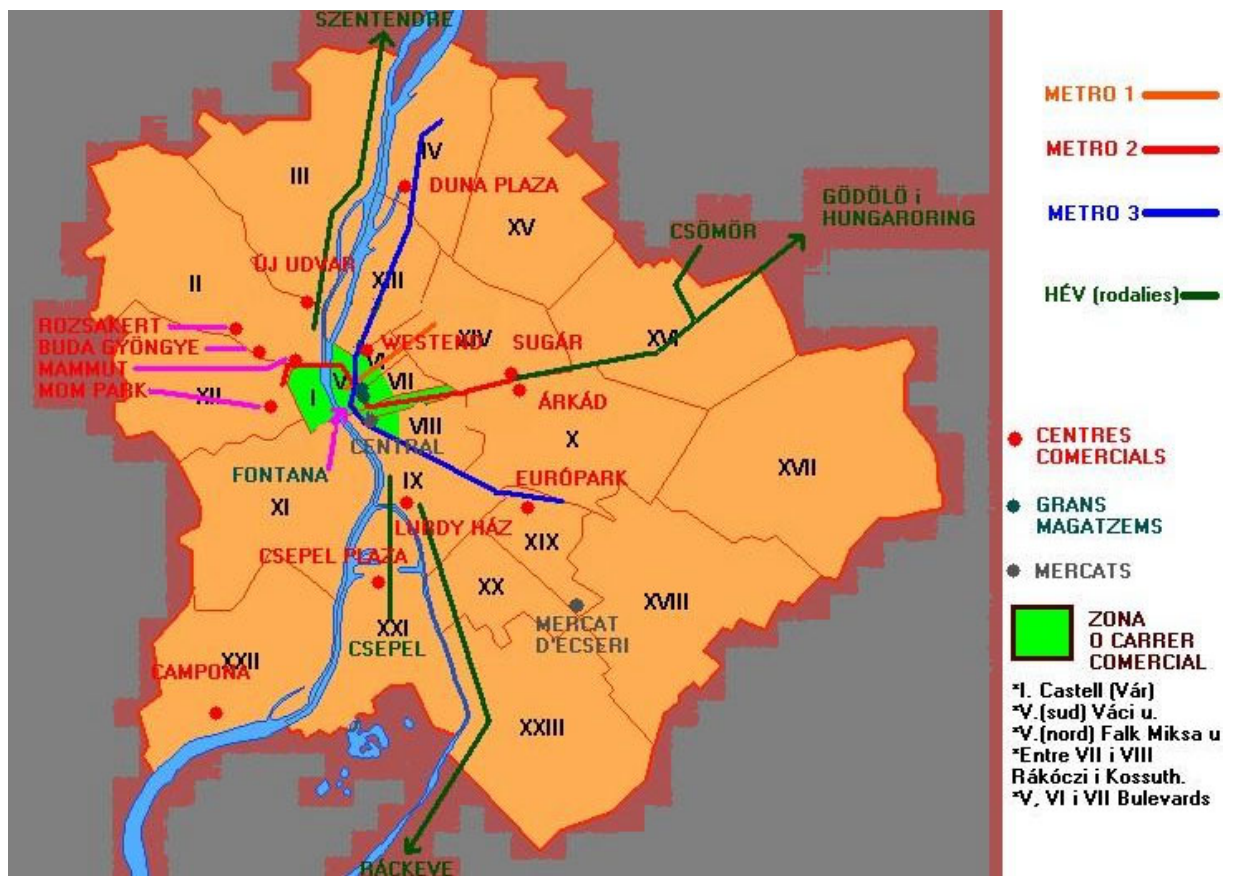 SZENTENDRE
METRO 1
METRO 2
IV
III
DUNA PLAZA
GÖDÖLÖ i
HUNGARORING
METRO 3
XV
CSÖMÖR
ÚJ UDVAR
XIII
II
HÉV (rodalies)
ROZSAKERT
BUDA GYÖNGYE
MAMMUT
MOM PARK
WESTEND
XIV
SUGÁR
XVI
VI
V
VII
XII
I
ÁRKÁD
VIII
CENTRAL
X
XVII
CENTRES
COMERCIALS
FONTANA
IX
EURÓPARK
XI
LURDY HÁZ
GRANS
MAGATZEMS
XIX
CSEPEL PLAZA
MERCATS
XX
XVIII
MERCAT
D'ECSERI
XXI
CSEPEL
ZONA
O CARRER
COMERCIAL
XXII
CAMPONA
XXIII
*I. Castell (Vár)
*V.(sud) Váci u.
*V.(nord) Falk Miksa u
*Entre VII i VIII
Rákóczi i Kossuth.
*V, VI i VII Bulevards
RÁCKEVE